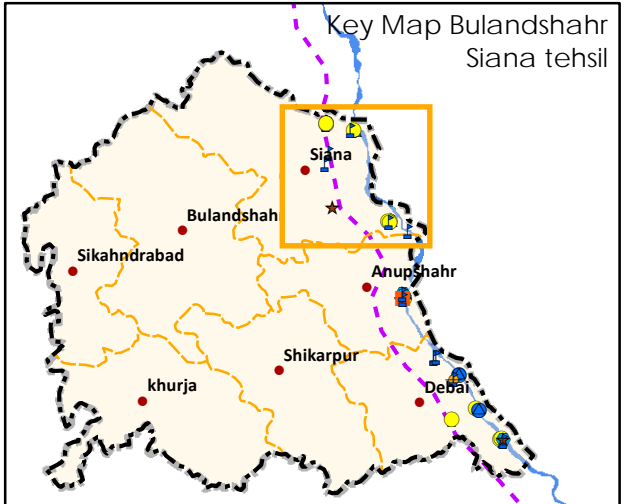 Key Map Bulandshahr
Siana tehsil
Siana
Bulandshah
Sikahndrabad
Anupshahr
Shikarpur
khurja
Debai